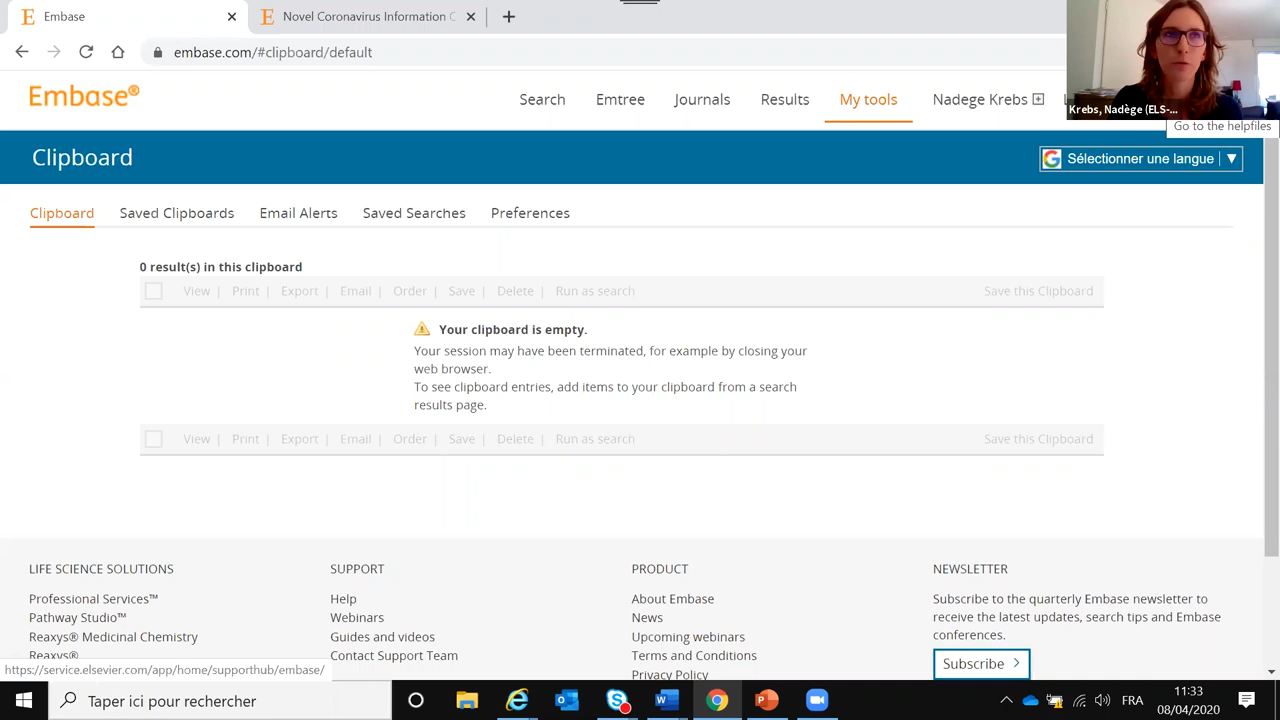 Embase
Novel Coronavirus Information C
embase.com/#clipboard/default
Embase®
Search
Emtree
Journals
Results
My tools
Nadege Krebs
Krebs, Nadège (ELS-...
Go to the helpfiles
Clipboard
Sélectionner une langue
Clipboard
Saved Clipboards
Email Alerts
Saved Searches
Preferences
0 result(s) in this clipboard
View | Print | Export | Email | Order | Save | Delete | Run as search
Save this Clipboard
Your clipboard is empty.
Your session may have been terminated, for example by closing your
web browser.
To see clipboard entries, add items to your clipboard from a search
results page.
View | Print | Export | Email | Order | Save | Delete | Run as search
Save this Clipboard
LIFE SCIENCE SOLUTIONS
Professional Services™
Pathway Studio™
Reaxys® Medicinal Chemistry
Reaxys®
SUPPORT
Help
Webinars
Guides and videos
Contact Support Team
PRODUCT
About Embase
News
Upcoming webinars
Terms and Conditions
Privacy Policy
NEWSLETTER
Subscribe to the quarterly Embase newsletter to
receive the latest updates, search tips and Embase
conferences.
Subscribe
https://service.elsevier.com/app/home/supporthub/embase/
Taper ici pour rechercher
FRA
11:33
08/04/2020